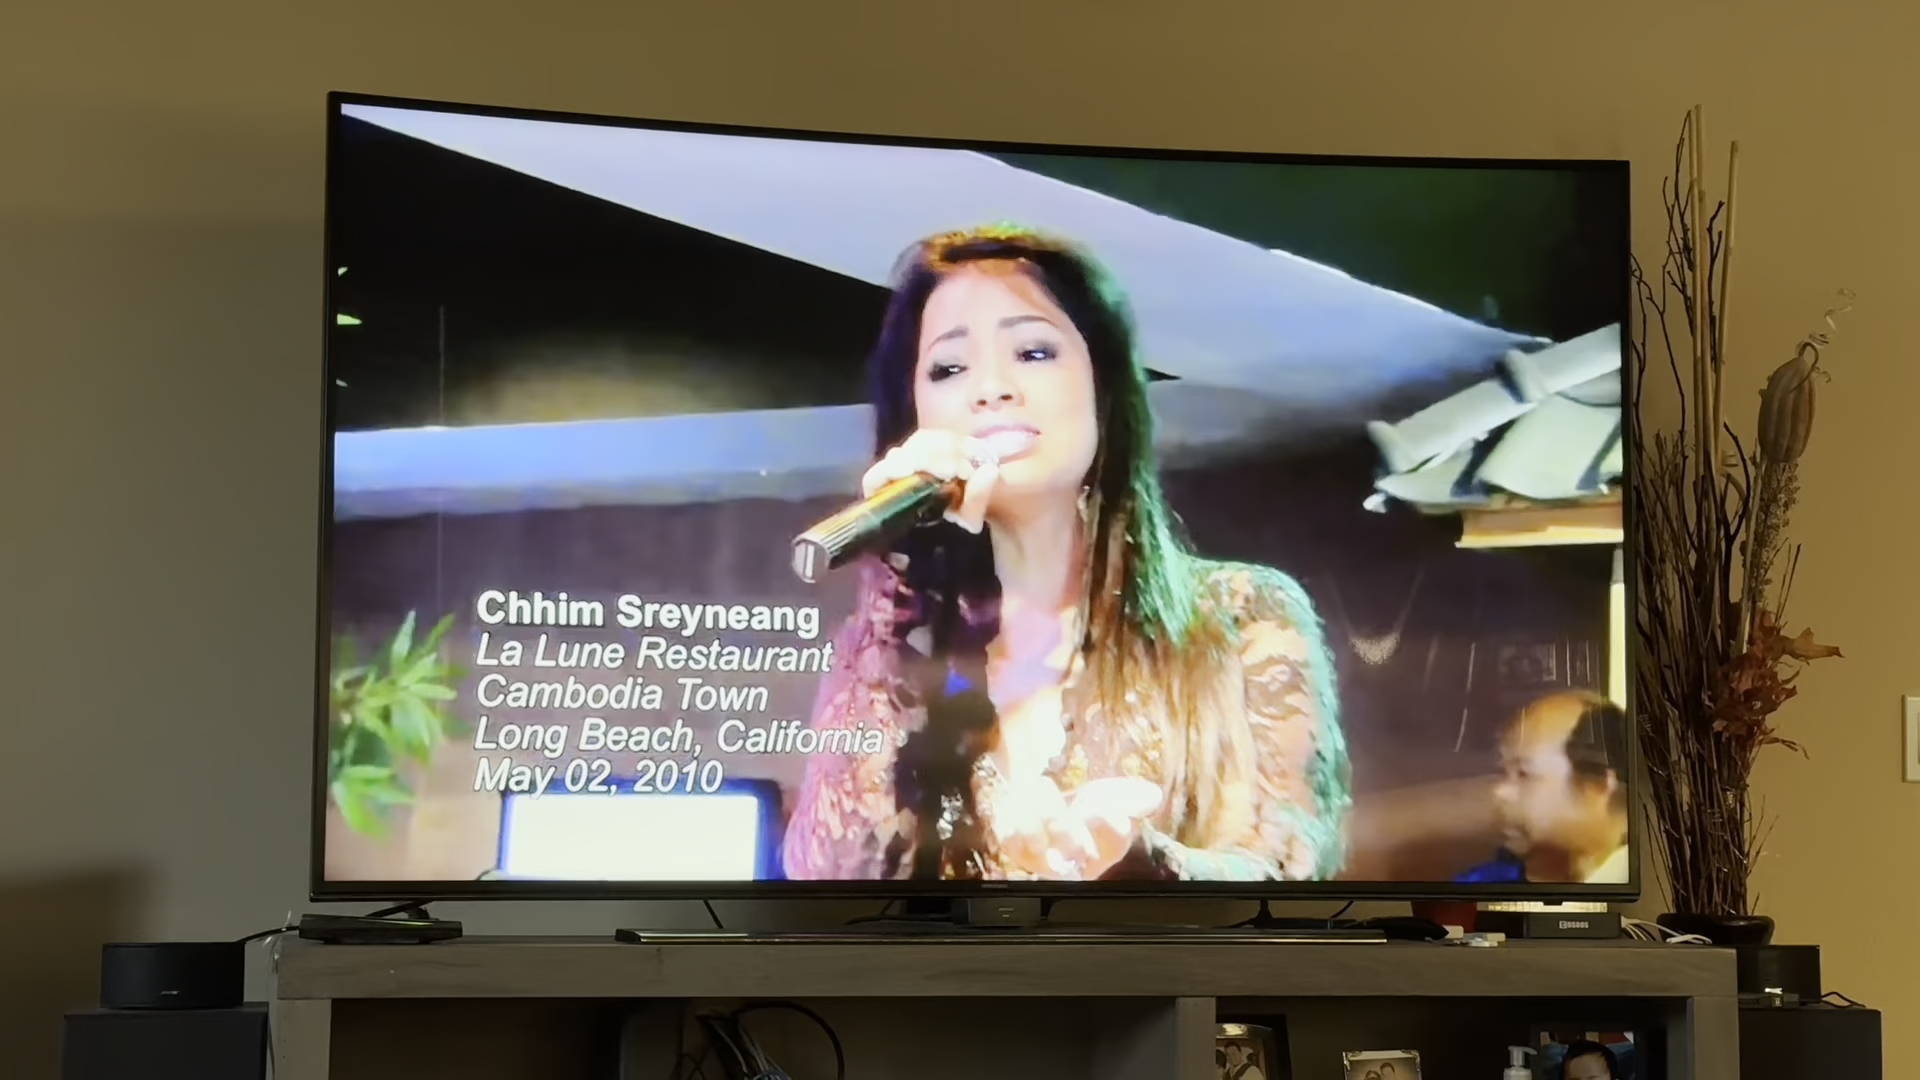 Chhim Sreyneang
La Lune Restaurant
Cambodia Town
Long Beach, California
May 02, 2010